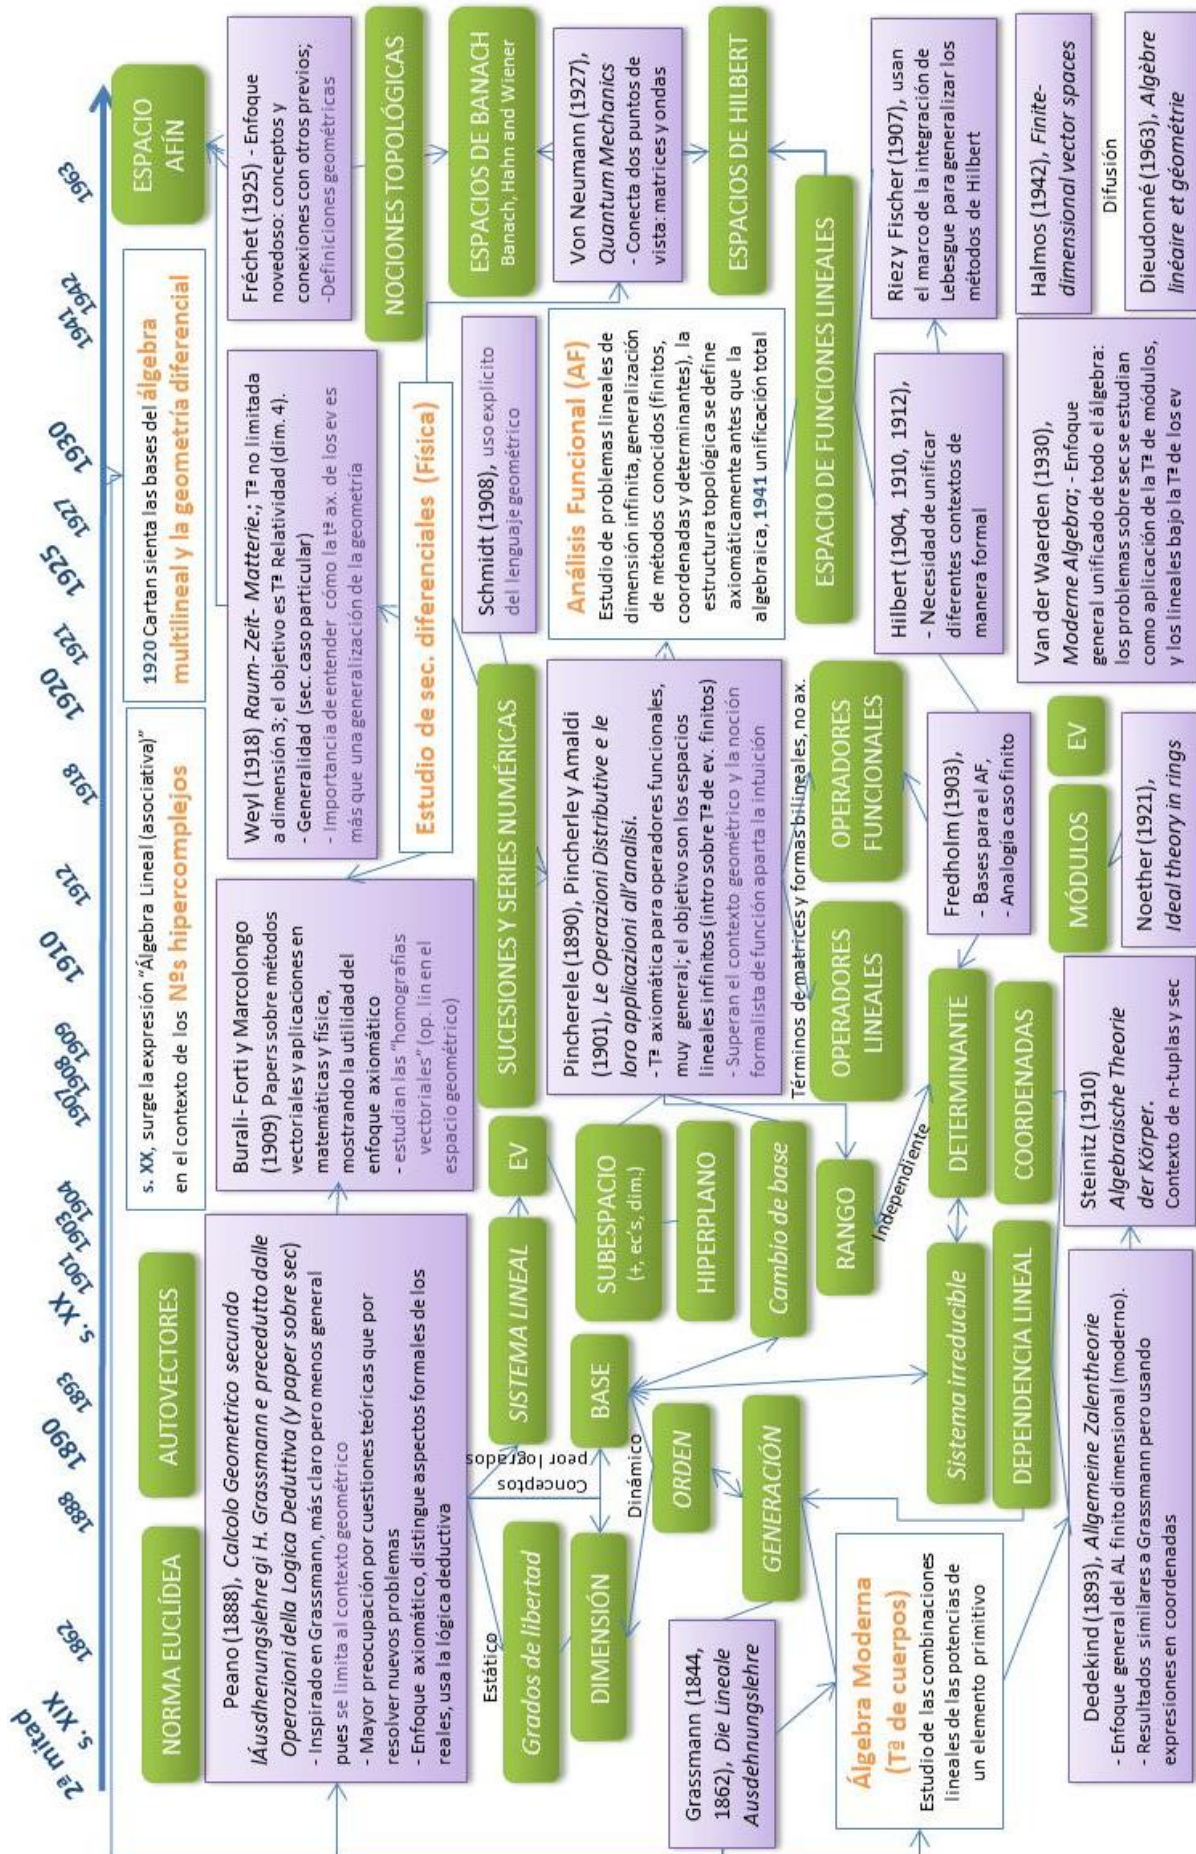 2ª mitad
s. XIX
1862
1888
1890
1893
s. XX
1901
1903
1904
1907
1908
1909
1910
1912
1918
1920
1921
1925
1927
1930
1941
1942
1963
NORMA EUCLÍDEA
AUTOVECTORES
s. XX, surge la expresión "Álgebra Lineal (asociativa)"
en el contexto de los Nºs hipercomplejos
1920 Cartan sienta las bases del álgebra
multilineal y la geometría diferencial
ESPACIO
AFÍN
Peano (1888), Calcolo Geometrico secundo
lÁusdhenungslehre gi H. Grassmann e precedutto dalle
Operazioni della Logica Deduttiva (y paper sobre sec)
- Inspirado en Grassmann, más claro pero menos general
pues se limita al contexto geométrico
- Mayor preocupación por cuestiones teóricas que por
resolver nuevos problemas
- Enfoque axiomático, distingue aspectos formales de los
reales, usa la lógica deductiva
Burali- Forti y Marcolongo
(1909) Papers sobre métodos
vectoriales y aplicaciones en
matemáticas y física,
mostrando la utilidad del
enfoque axiomático
- estudian las "homografías
vectoriales" (op. lin en el
espacio geométrico)
Weyl (1918) Raum- Zeit- Matterie.; Tª no limitada
a dimensión 3; el objetivo es Tª Relatividad (dim. 4).
- Generalidad (sec. caso particular)
- Importancia de entender cómo la tª ax. de los ev es
más que una generalización de la geometría
Fréchet (1925) - Enfoque
novedoso: conceptos y
conexiones con otros previos;
-Definiciones geométricas
NOCIONES TOPOLÓGICAS
Estudio de sec. diferenciales (Física)
Estático
Conceptos
peor logrados
Grados de libertad
SISTEMA LINEAL
EV
SUCESIONES Y SERIES NUMÉRICAS
Schmidt (1908), uso explícito
del lenguaje geométrico
ESPACIOS DE BANACH
Banach, Hahn and Wiener
DIMENSIÓN
BASE
Dinámico
SUBESPACIO
(+, ec's, dim.)
Pincherele (1890), Pincherle y Amaldi
(1901), Le Operazioni Distributive e le
loro applicazioni all'analisi.
- Tª axiomática para operadores funcionales,
muy general; el objetivo son los espacios
lineales infinitos (intro sobre Tª de ev. finitos)
- Superan el contexto geométrico y la noción
formalista de función aparta la intuición
Análisis Funcional (AF)
Estudio de problemas lineales de
dimensión infinita, generalización
de métodos conocidos (finitos,
coordenadas y determinantes), la
estructura topológica se define
axiomáticamente antes que la
algebraica, 1941 unificación total
Von Neumann (1927),
Quantum Mechanics
- Conecta dos puntos de
vista: matrices y ondas
ORDEN
HIPERPLANO
ESPACIOS DE HILBERT
Grassmann (1844,
1862), Die Lineale
Ausdehnungslehre
GENERACIÓN
Cambio de base
Términos de matrices y formas bilineales, no ax.
RANGO
Independiente
OPERADORES
LINEALES
OPERADORES
FUNCIONALES
ESPACIO DE FUNCIONES LINEALES
Álgebra Moderna
(Tª de cuerpos)
Estudio de las combinaciones
lineales de las potencias de
un elemento primitivo
Sistema irreducible
DETERMINANTE
Fredholm (1903),
- Bases para el AF,
- Analogía caso finito
Hilbert (1904, 1910, 1912),
- Necesidad de unificar
diferentes contextos de
manera formal
Riez y Fischer (1907), usan
el marco de la integración de
Lebesgue para generalizar los
métodos de Hilbert
DEPENDENCIA LINEAL
COORDENADAS
MÓDULOS
EV
Dedekind (1893), Allgemeine Zalentheorie
- Enfoque general del AL finito dimensional (moderno).
- Resultados similares a Grassmann pero usando
expresiones en coordenadas
Steinitz (1910)
Algebraische Theorie
der Körper.
Contexto de n-tuplas y sec
Noether (1921),
Ideal theory in rings
Van der Waerden (1930),
Moderne Algebra; - Enfoque
general unificado de todo el álgebra:
los problemas sobre sec se estudian
como aplicación de la Tª de módulos,
y los lineales bajo la Tª de los ev
Halmos (1942), Finite-
dimensional vector spaces
Difusión
Dieudonné (1963), Algèbre
linéaire et géométrie